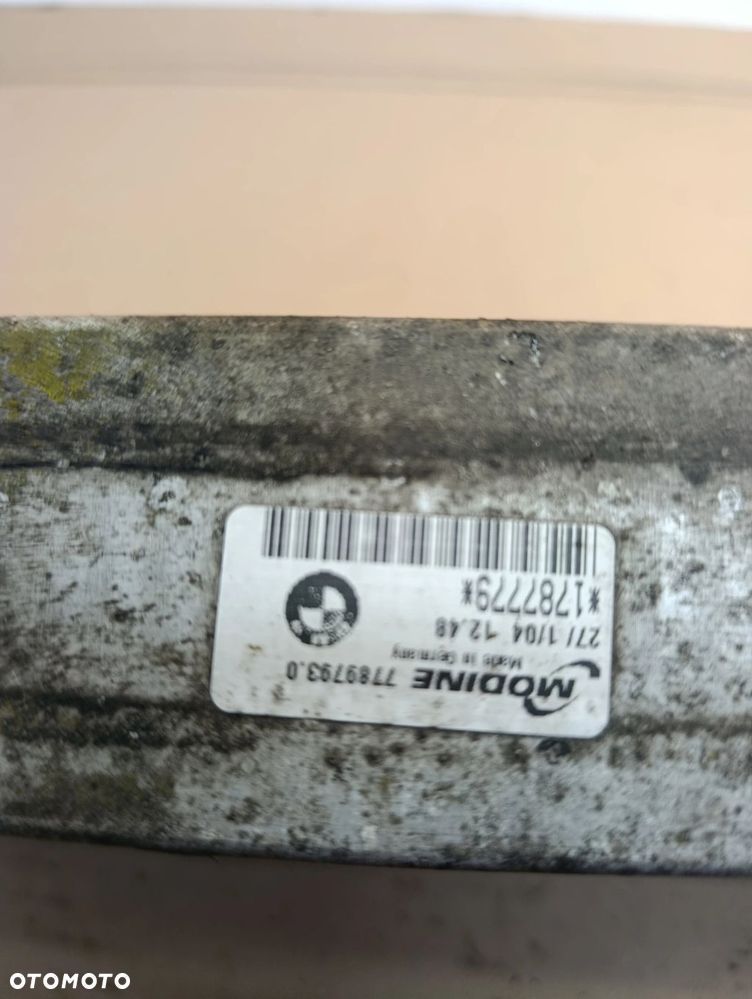 MODINE 7789793.0
Made in Germany
27/ 1/04 12.48
*1787779*
OTOMOTO